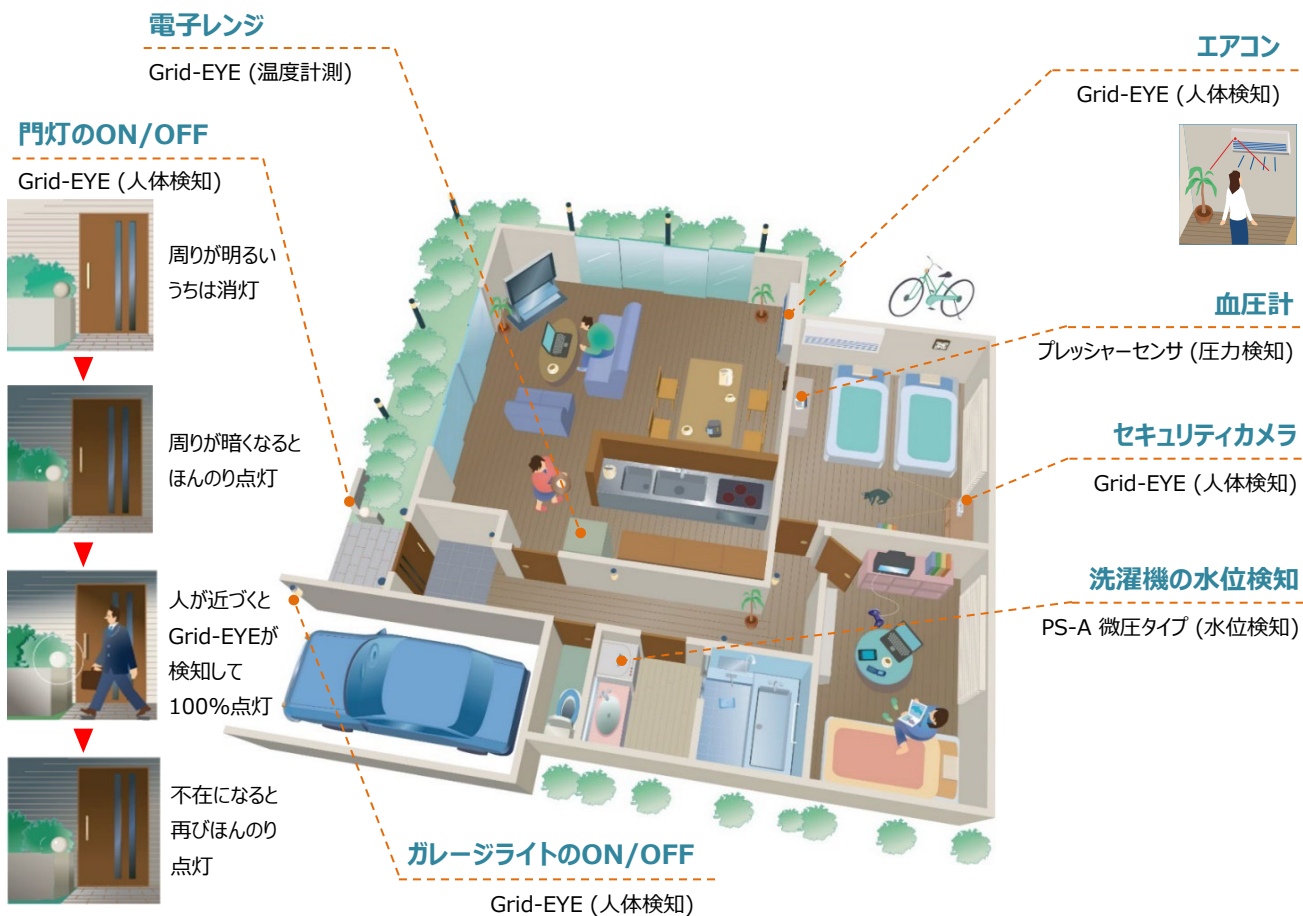 電子レンジ
Grid-EYE (温度計測)
エアコン
Grid-EYE (人体検知)
門灯のON/OFF
Grid-EYE (人体検知)
周りが明るい
うちは消灯
周りが暗くなると
ほんのり点灯
人が近づくと
Grid-EYEが
検知して
100%点灯
不在になると
再びほんのり
点灯
血圧計
プレッシャーセンサ (圧力検知)
セキュリティカメラ
Grid-EYE (人体検知)
洗濯機の水位検知
PS-A 微圧タイプ (水位検知)
ガレージライトのON/OFF
Grid-EYE (人体検知)